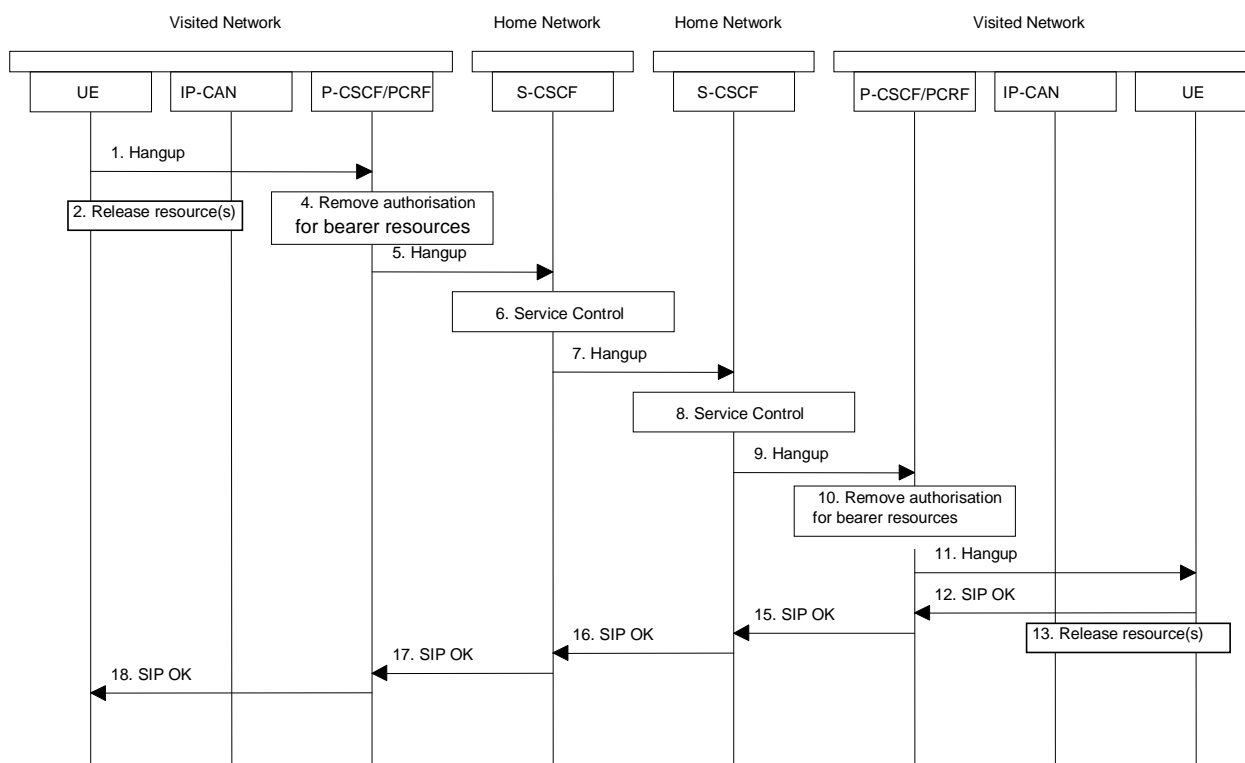 Visited Network
Home Network
Home Network
Visited Network
UE
IP-CAN
P-CSCF/PCRF
S-CSCF
S-CSCF
P-CSCF/PCRF
IP-CAN
UE
1. Hangup
2. Release resource(s)
4. Remove authorisation
for bearer resources
5. Hangup
6. Service Control
7. Hangup
8. Service Control
9. Hangup
10. Remove authorisation
for bearer resources
11. Hangup
12. SIP OK
13. Release resource(s)
15. SIP OK
16. SIP OK
17. SIP OK
18. SIP OK